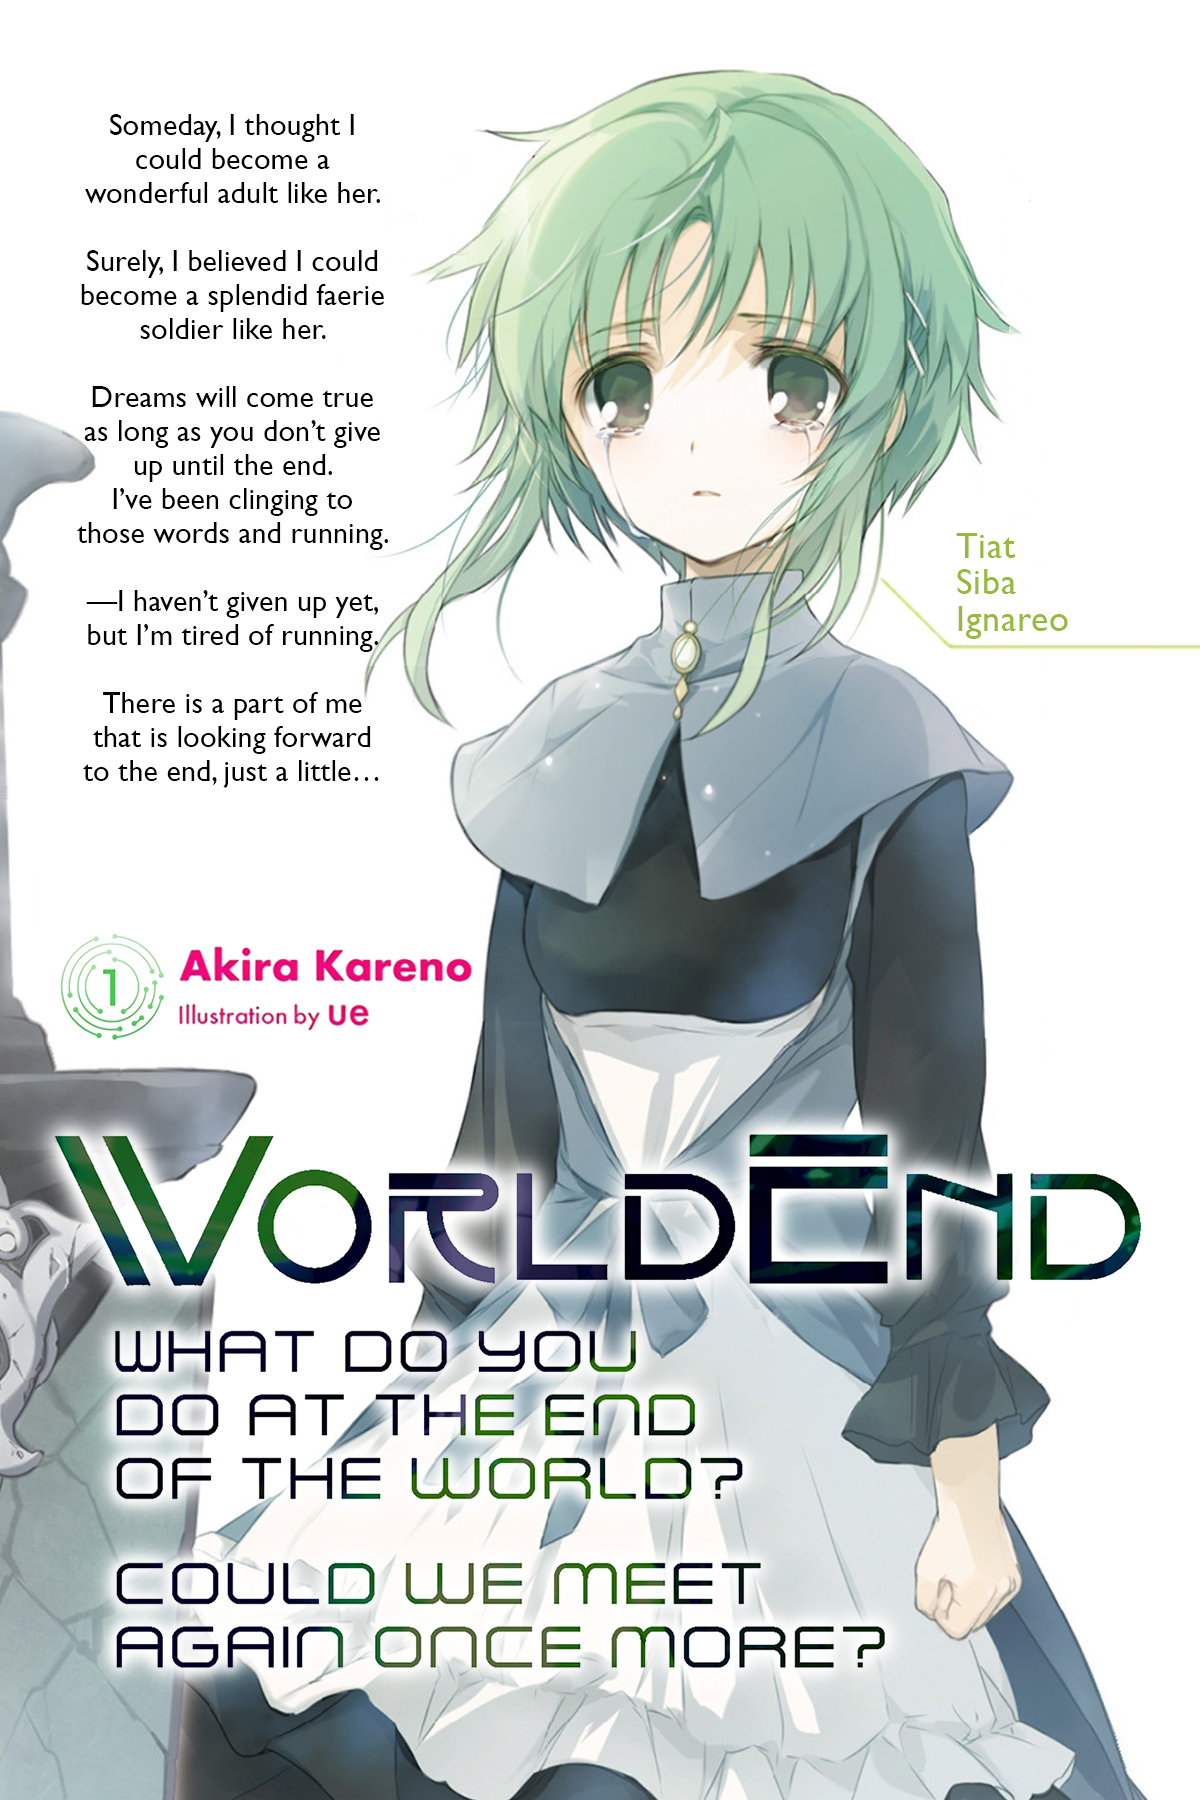 Someday, I thought I
could become a
wonderful adult like her.
Surely, I believed I could
become a splendid faerie
soldier like her.
Dreams will come true
as long as you don't give
up until the end.
I've been clinging to
those words and running.
—I haven't given up yet,
but I'm tired of running.
There is a part of me
that is looking forward
to the end, just a little…
Tiat
Siba
Ignareo
1
Akira Kareno
Illustration by ue
WORLDEND
WHAT DO YOU
DO AT THE END
OF THE WORLD?
COULD WE MEET
AGAIN ONCE MORE?